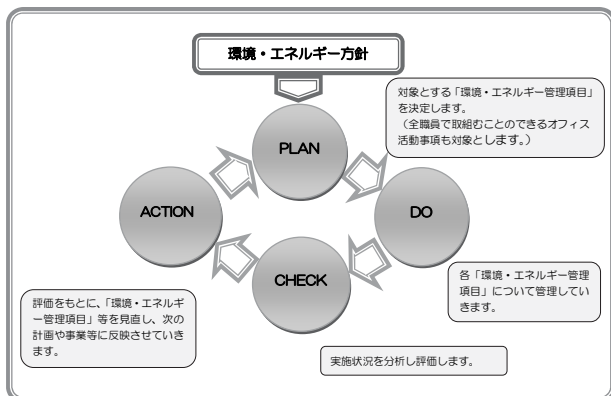 環境・エネルギー方針
対象とする「環境・エネルギー管理項目」
を決定します。
（全職員で取組むことのできるオフィス
活動事項も対象とします。）
PLAN
ACTION
DO
CHECK
各「環境・エネルギー管理
項目」について管理してい
きます。
評価をもとに、「環境・エネルギ
ー管理項目」等を見直し、次の
計画や事業等に反映させていき
ます。
実施状況を分析し評価します。